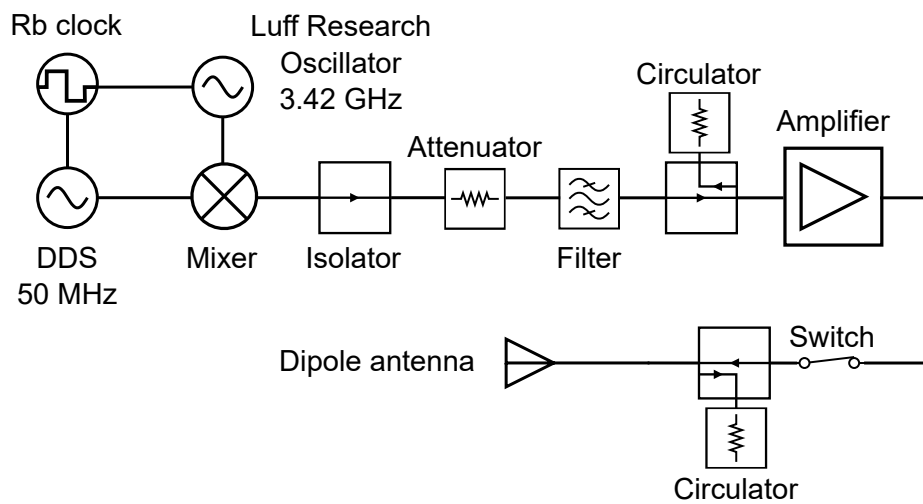 Rb clock
Luff Research
Oscillator
3.42 GHz
Circulator
Amplifier
Attenuator
DDS
50 MHz
Mixer
Isolator
Filter
Dipole antenna
Switch
Circulator